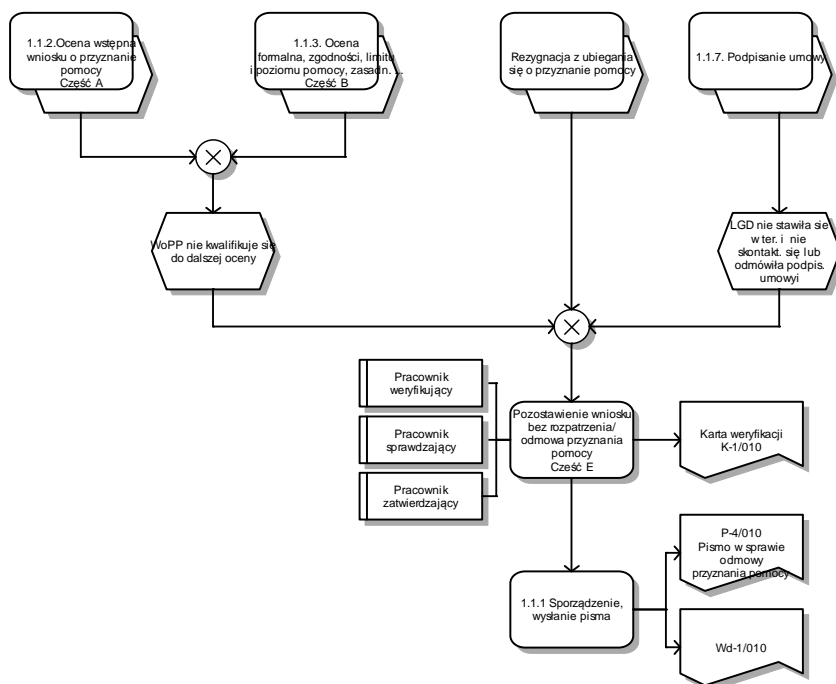 1.1.2.Ocena wstępna
wniosku o przyznanie
pomocy
Cześć A
1.1.3. Ocena
formalna, zgodności, limitu
i poziomu pomocy, zasadn. ...
Część B
Rezygnacja z ubiegania
się o przyznanie pomocy
1.1.7. Podpisanie umowy
WoPP nie kwalifikuje się
do dalszej oceny
LGD nie stawiła sie
w ter. i nie
skontakt. się lub
odmówiła podpis.
umowyi
Pracownik
weryfikujący
Pracownik
sprawdzający
Pracownik
zatwierdzający
Pozostawienie wniosku
bez rozpatrzenia/
odmowa przyznania
pomocy
Cześć E
Karta weryfikacji
K-1/010
P-4/010
Pismo w sprawie
odmowy
przyznania pomocy
1.1.1 Sporządzenie,
wysłanie pisma
Wd-1/010